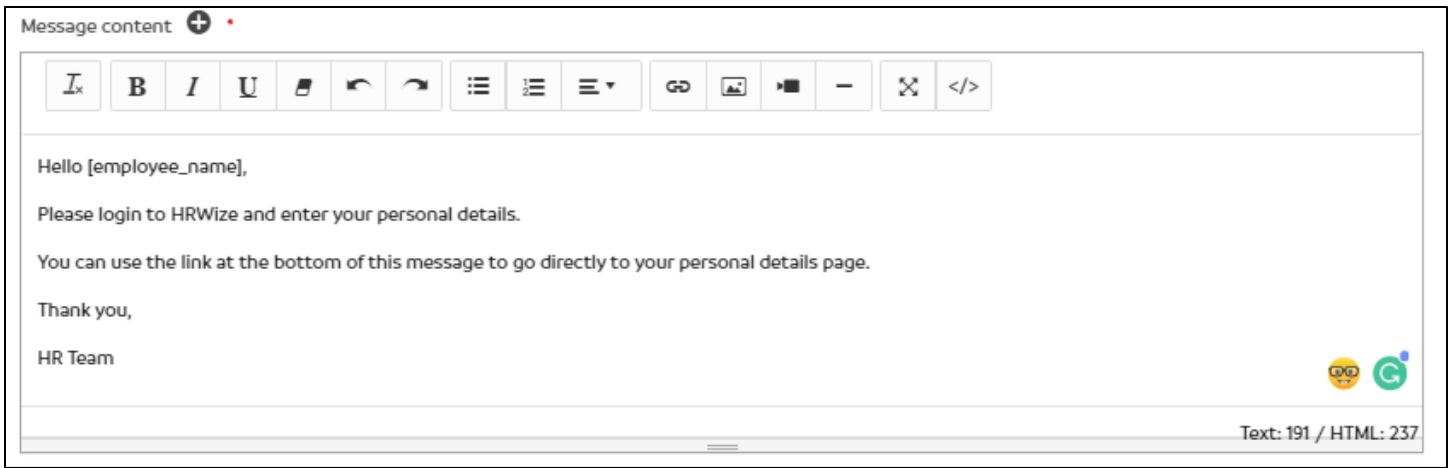 Message content
Hello [employee_name],
Please login to HRWize and enter your personal details.
You can use the link at the bottom of this message to go directly to your personal details page.
Thank you,
HR Team
Text: 191 / HTML: 237